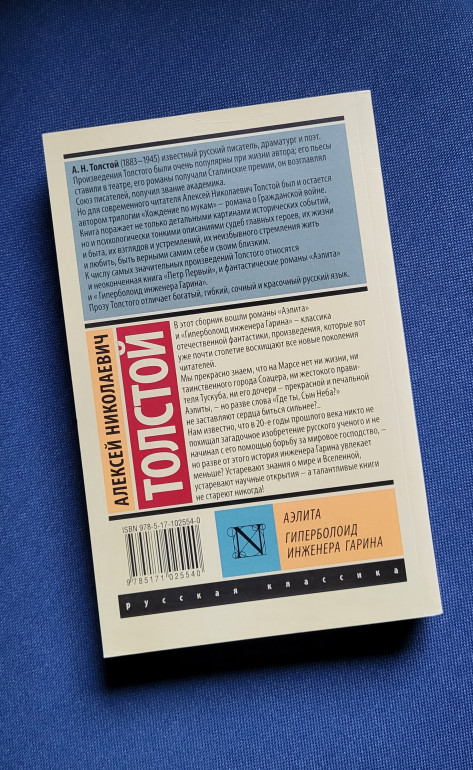 А. Н. Толстой (1883–1945) известный русский писатель, драматург и поэт.
Произведения Толстого были очень популярны при жизни автора; его пьесы
ставили в театре, его романы получали Сталинские премии, он возглавлял
Союз писателей, получил звание академика.
Но для современного читателя Алексей Николаевич Толстой был и остается
автором трилогии «Хождение по мукам» – романа о Гражданской войне.
Книга поражает не только детальными картинами исторических событий,
но и психологически тонкими описаниями судеб главных героев, их жизни
и быта, их взглядов и устремлений, их неизбывного стремления жить
и любить, быть верными самим себе и своим близким.
К числу самых значительных произведений Толстого относятся
и неоконченная книга «Петр Первый», и фантастические романы «Аэлита»
и «Гиперболоид инженера Гарина».
Прозу Толстого отличает богатый, гибкий, сочный и красочный русский язык.
АЛЕКСЕЙ НИКОЛАЕВИЧ
ТОЛСТОЙ
В этот сборник вошли романы «Аэлита»
и «Гиперболоид инженера Гарина» – классика
отечественной фантастики, произведения, которые вот
уже почти столетие восхищают все новые поколения
читателей.
Мы прекрасно знаем, что на Марсе нет ни жизни, ни
таинственного города Соацера, ни жестокого прави-
теля Тускуба, ни его дочери – прекрасной и печальной
Аэлиты, – но разве слова «Где ты, Сын Неба?»
не заставляют сердца биться сильнее?..
Нам известно, что в 20-е годы прошлого века никто не
похищал загадочное изобретение русского ученого и не
начинал с его помощью борьбу за мировое господство, –
но разве от этого история инженера Гарина увлекает
меньше? Устаревают знания о мире и Вселенной,
устаревают научные открытия – а талантливые книги
не стареют никогда!
ISBN 978-5-17-102554-0
9785171025540
N
АЭЛИТА
ГИПЕРБОЛОИД
ИНЖЕНЕРА ГАРИНА
русская классика